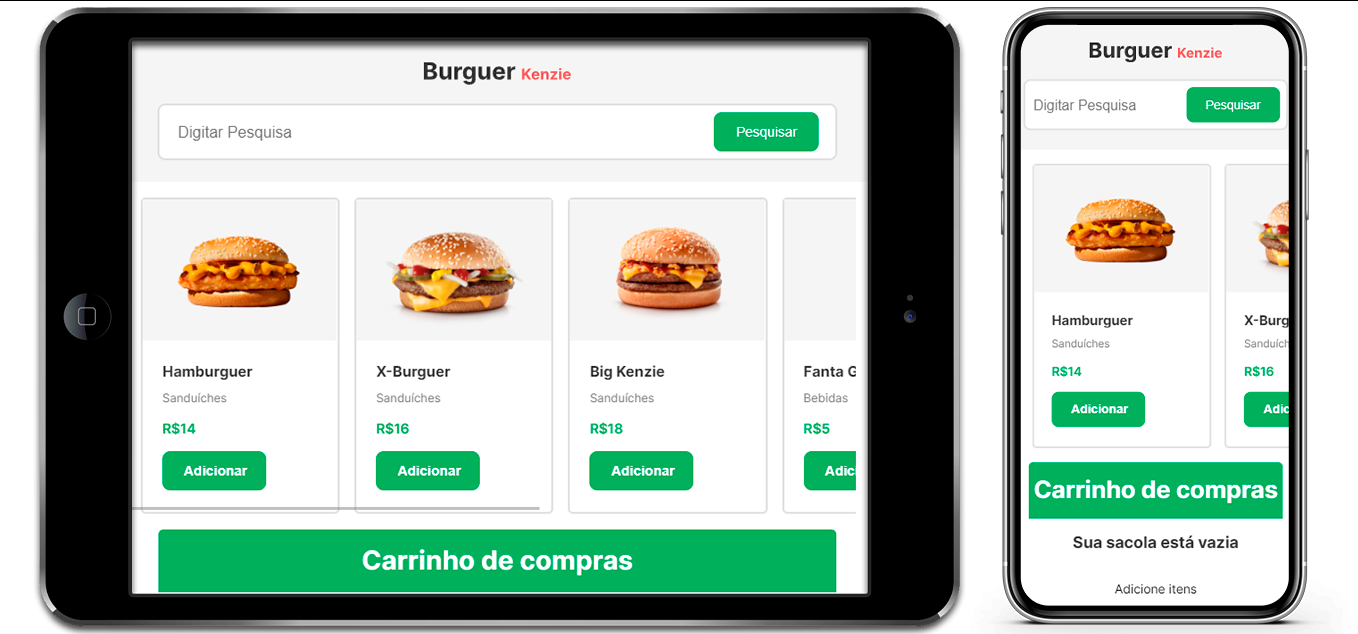 Burguer Kenzie
Digitar Pesquisa
Pesquisar
Hamburguer
Sanduíches
R$14
Adicionar
X-Burguer
Sanduíches
R$16
Adicionar
Big Kenzie
Sanduíches
R$18
Adicionar
Fanta G
Bebidas
R$5
Adic
Carrinho de compras
Burguer Kenzie
Digitar Pesquisa
Pesquisar
Hamburguer
Sanduíches
R$14
Adicionar
X-Burg
Sanduích
R$16
Adic
Carrinho de compras
Sua sacola está vazia
Adicione itens